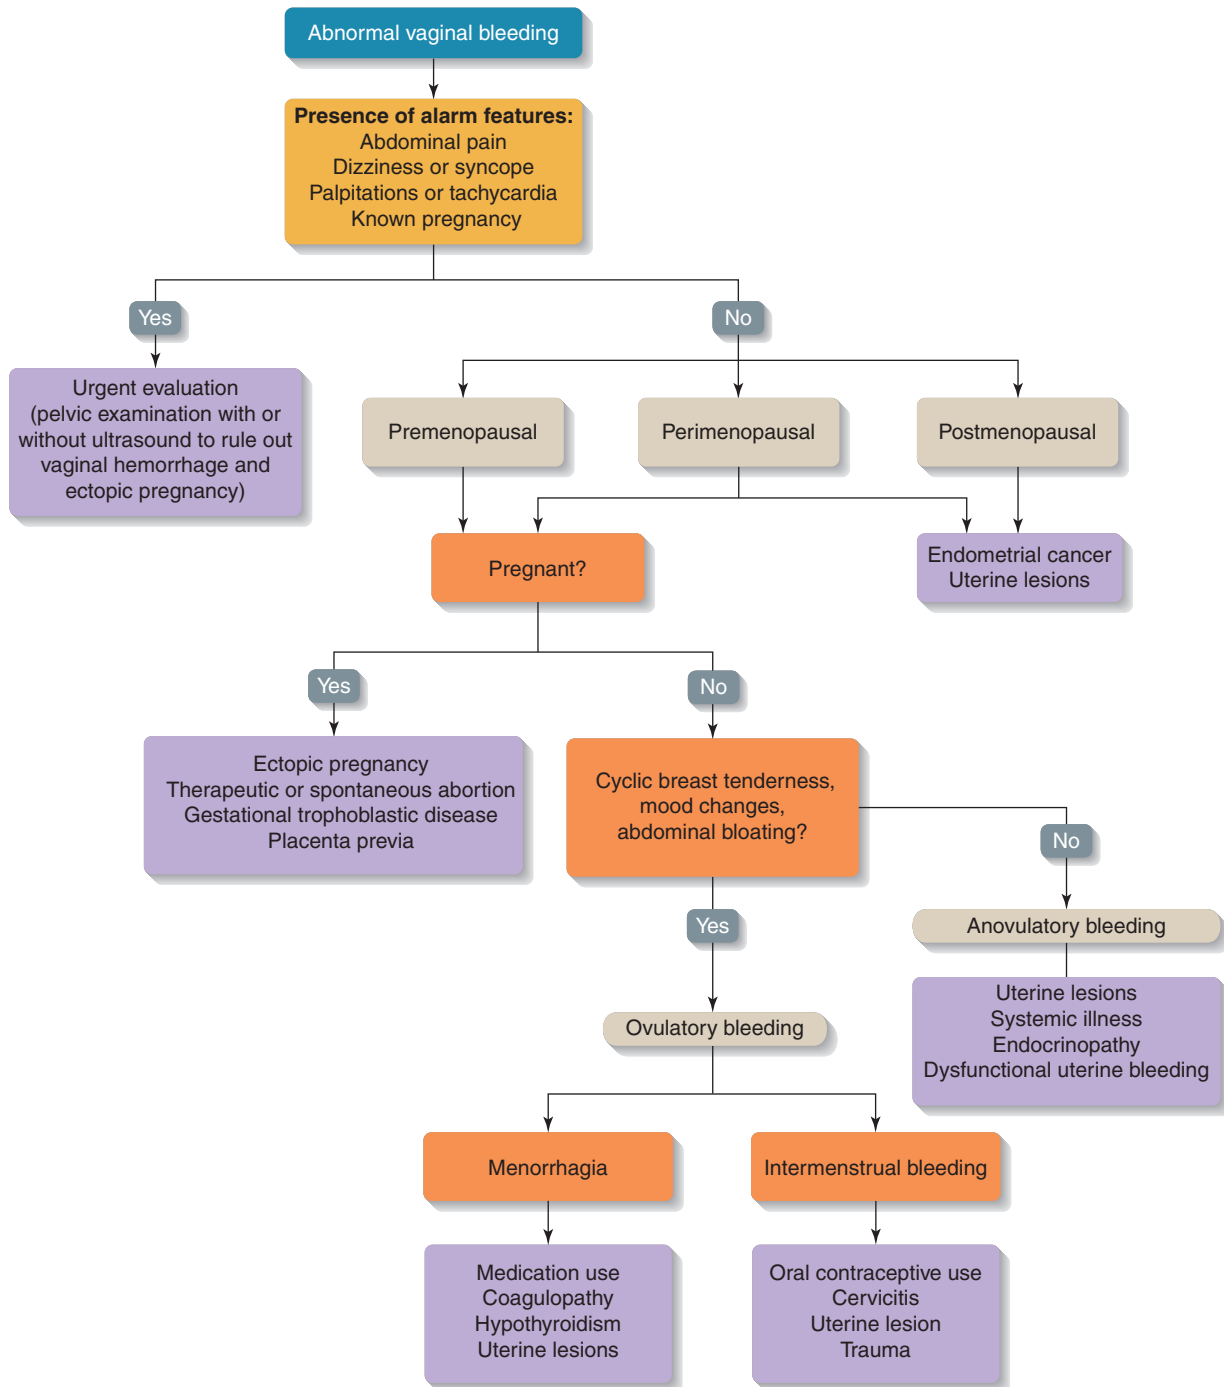 Abnormal vaginal bleeding
Presence of alarm features:
Abdominal pain
Dizziness or syncope
Palpitations or tachycardia
Known pregnancy
Yes
No
Urgent evaluation
(pelvic examination with or
without ultrasound to rule out
vaginal hemorrhage and
ectopic pregnancy)
Premenopausal
Perimenopausal
Postmenopausal
Pregnant?
Endometrial cancer
Uterine lesions
Yes
No
Ectopic pregnancy
Therapeutic or spontaneous abortion
Gestational trophoblastic disease
Placenta previa
Cyclic breast tenderness,
mood changes,
abdominal bloating?
No
Yes
Anovulatory bleeding
Uterine lesions
Systemic illness
Endocrinopathy
Dysfunctional uterine bleeding
Ovulatory bleeding
Menorrhagia
Intermenstrual bleeding
Medication use
Coagulopathy
Hypothyroidism
Uterine lesions
Oral contraceptive use
Cervicitis
Uterine lesion
Trauma